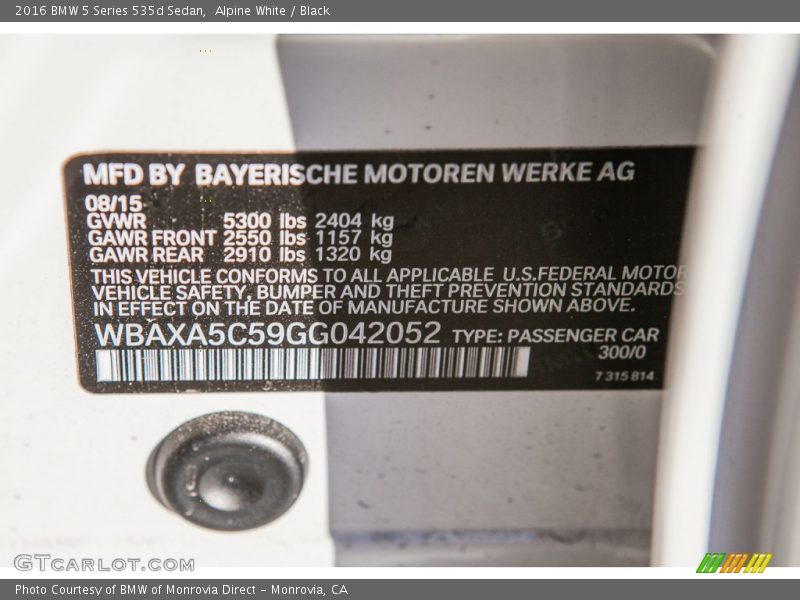 2016 BMW 5 Series 535d Sedan,  Alpine White / Black
MFD BY BAYERISCHE MOTOREN WERKE AG
08/15
GVWR 5300 lbs 2404 kg
GAWR FRONT 2550 lbs 1157 kg
GAWR REAR 2910 lbs 1320 kg
THIS VEHICLE CONFORMS TO ALL APPLICABLE U.S.FEDERAL MOTOR
VEHICLE SAFETY, BUMPER AND THEFT PREVENTION STANDARDS
IN EFFECT ON THE DATE OF MANUFACTURE SHOWN ABOVE.
WBAXA5C59GG042052 TYPE: PASSENGER CAR
300/0
7 315 814
GTCARLOT.COM
Photo Courtesy of BMW of Monrovia Direct - Monrovia, CA